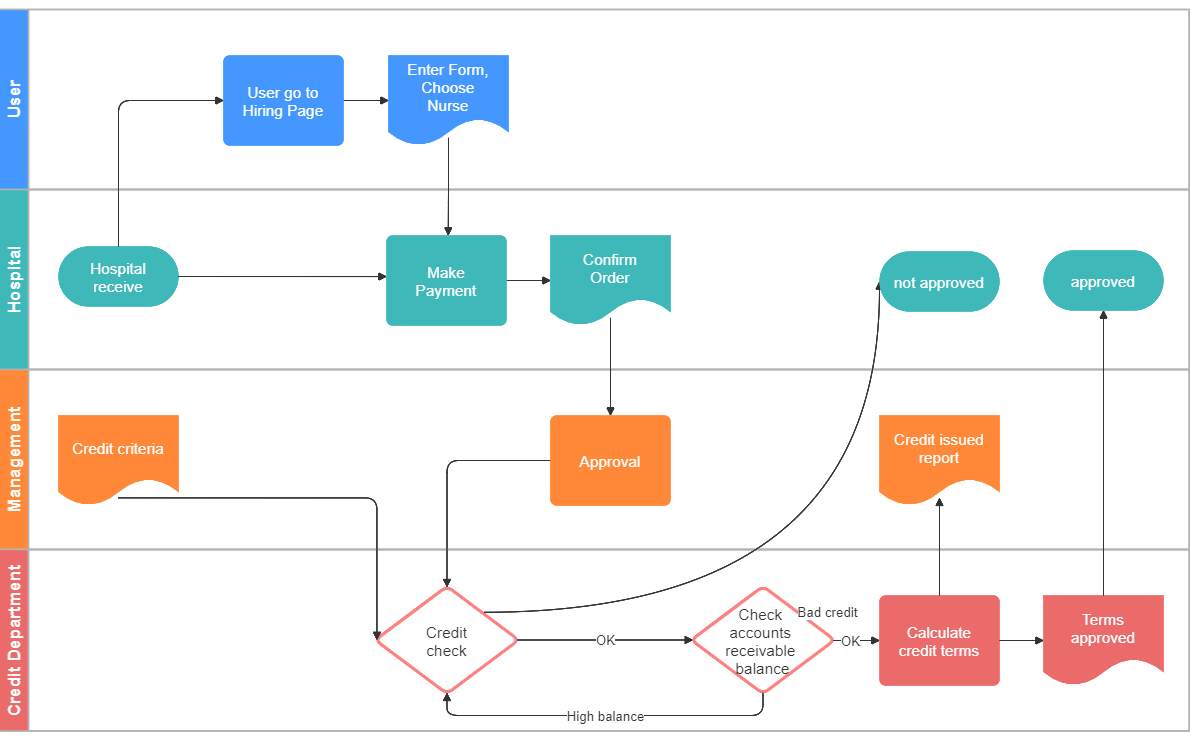 User
User go to
Hiring Page
Enter Form,
Choose
Nurse
Hospital
Hospital
receive
Make
Payment
Confirm
Order
not approved
approved
Management
Credit criteria
Approval
Credit issued
report
Credit Department
Credit
check
OK
Check
accounts
receivable
balance
Bad credit
OK
Calculate
credit terms
Terms
approved
High balance